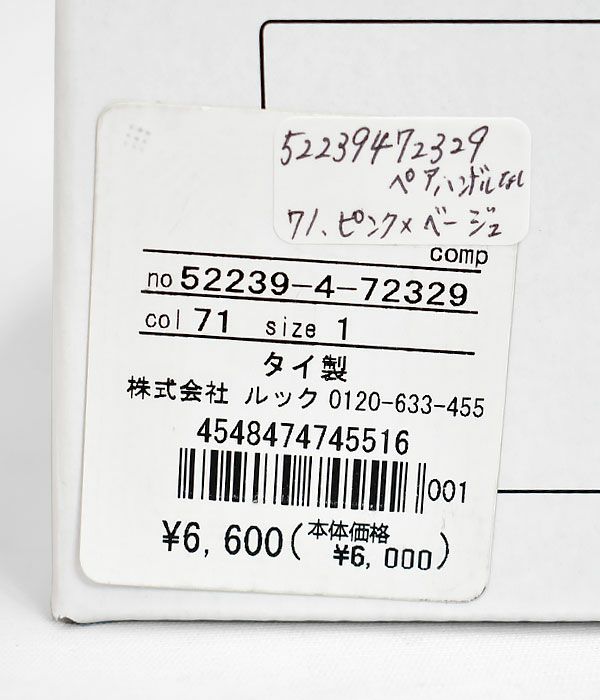 52239472329
ペアハンドルなし
71、ピンク×ベージュ
comp
no 52239-4-72329
col 71 size 1
タイ製
株式会社 ルック 0120-633-455
4548474745516
001
¥6,600(本体価格 ¥6,000)